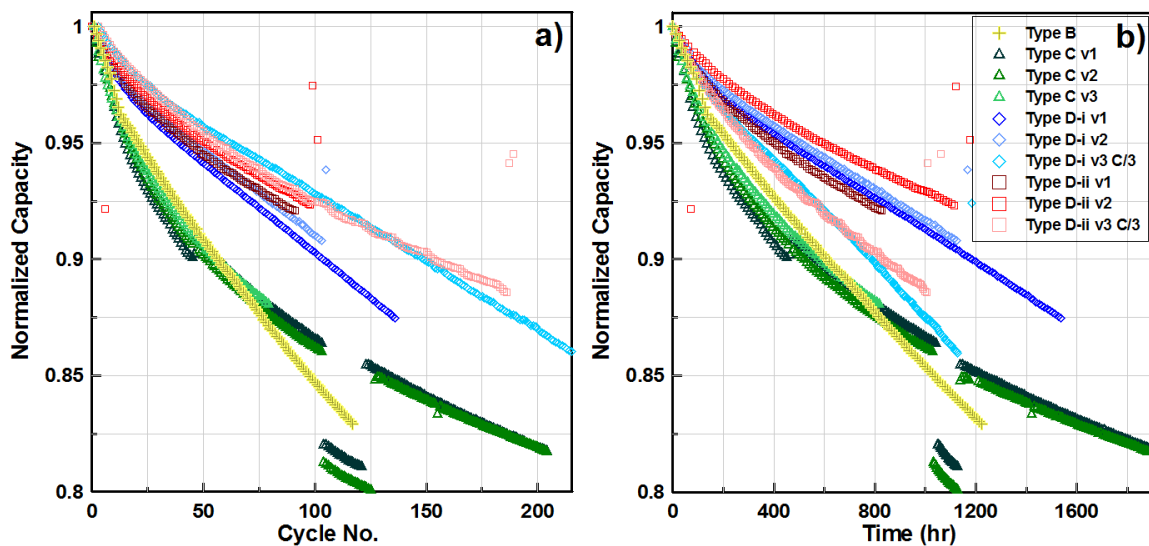 a)
1
0.95
0.9
0.85
0.8
Normalized Capacity
0
50
100
150
200
Cycle No.
b)
1
0.95
0.9
0.85
0.8
Normalized Capacity
0
400
800
1200
1600
Time (hr)
Type B
Type C v1
Type C v2
Type C v3
Type D-i v1
Type D-i v2
Type D-i v3 C/3
Type D-ii v1
Type D-ii v2
Type D-ii v3 C/3